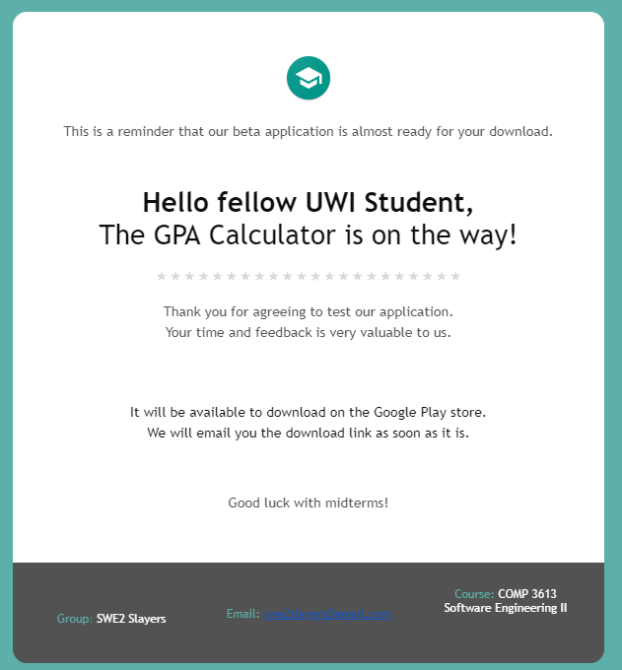 This is a reminder that our beta application is almost ready for your download.
Hello fellow UWI Student,
The GPA Calculator is on the way!
Thank you for agreeing to test our application.
Your time and feedback is very valuable to us.
It will be available to download on the Google Play store.
We will email you the download link as soon as it is.
Good luck with midterms!
Group: SWE2 Slayers
Email:
Course: COMP 3613
Software Engineering II